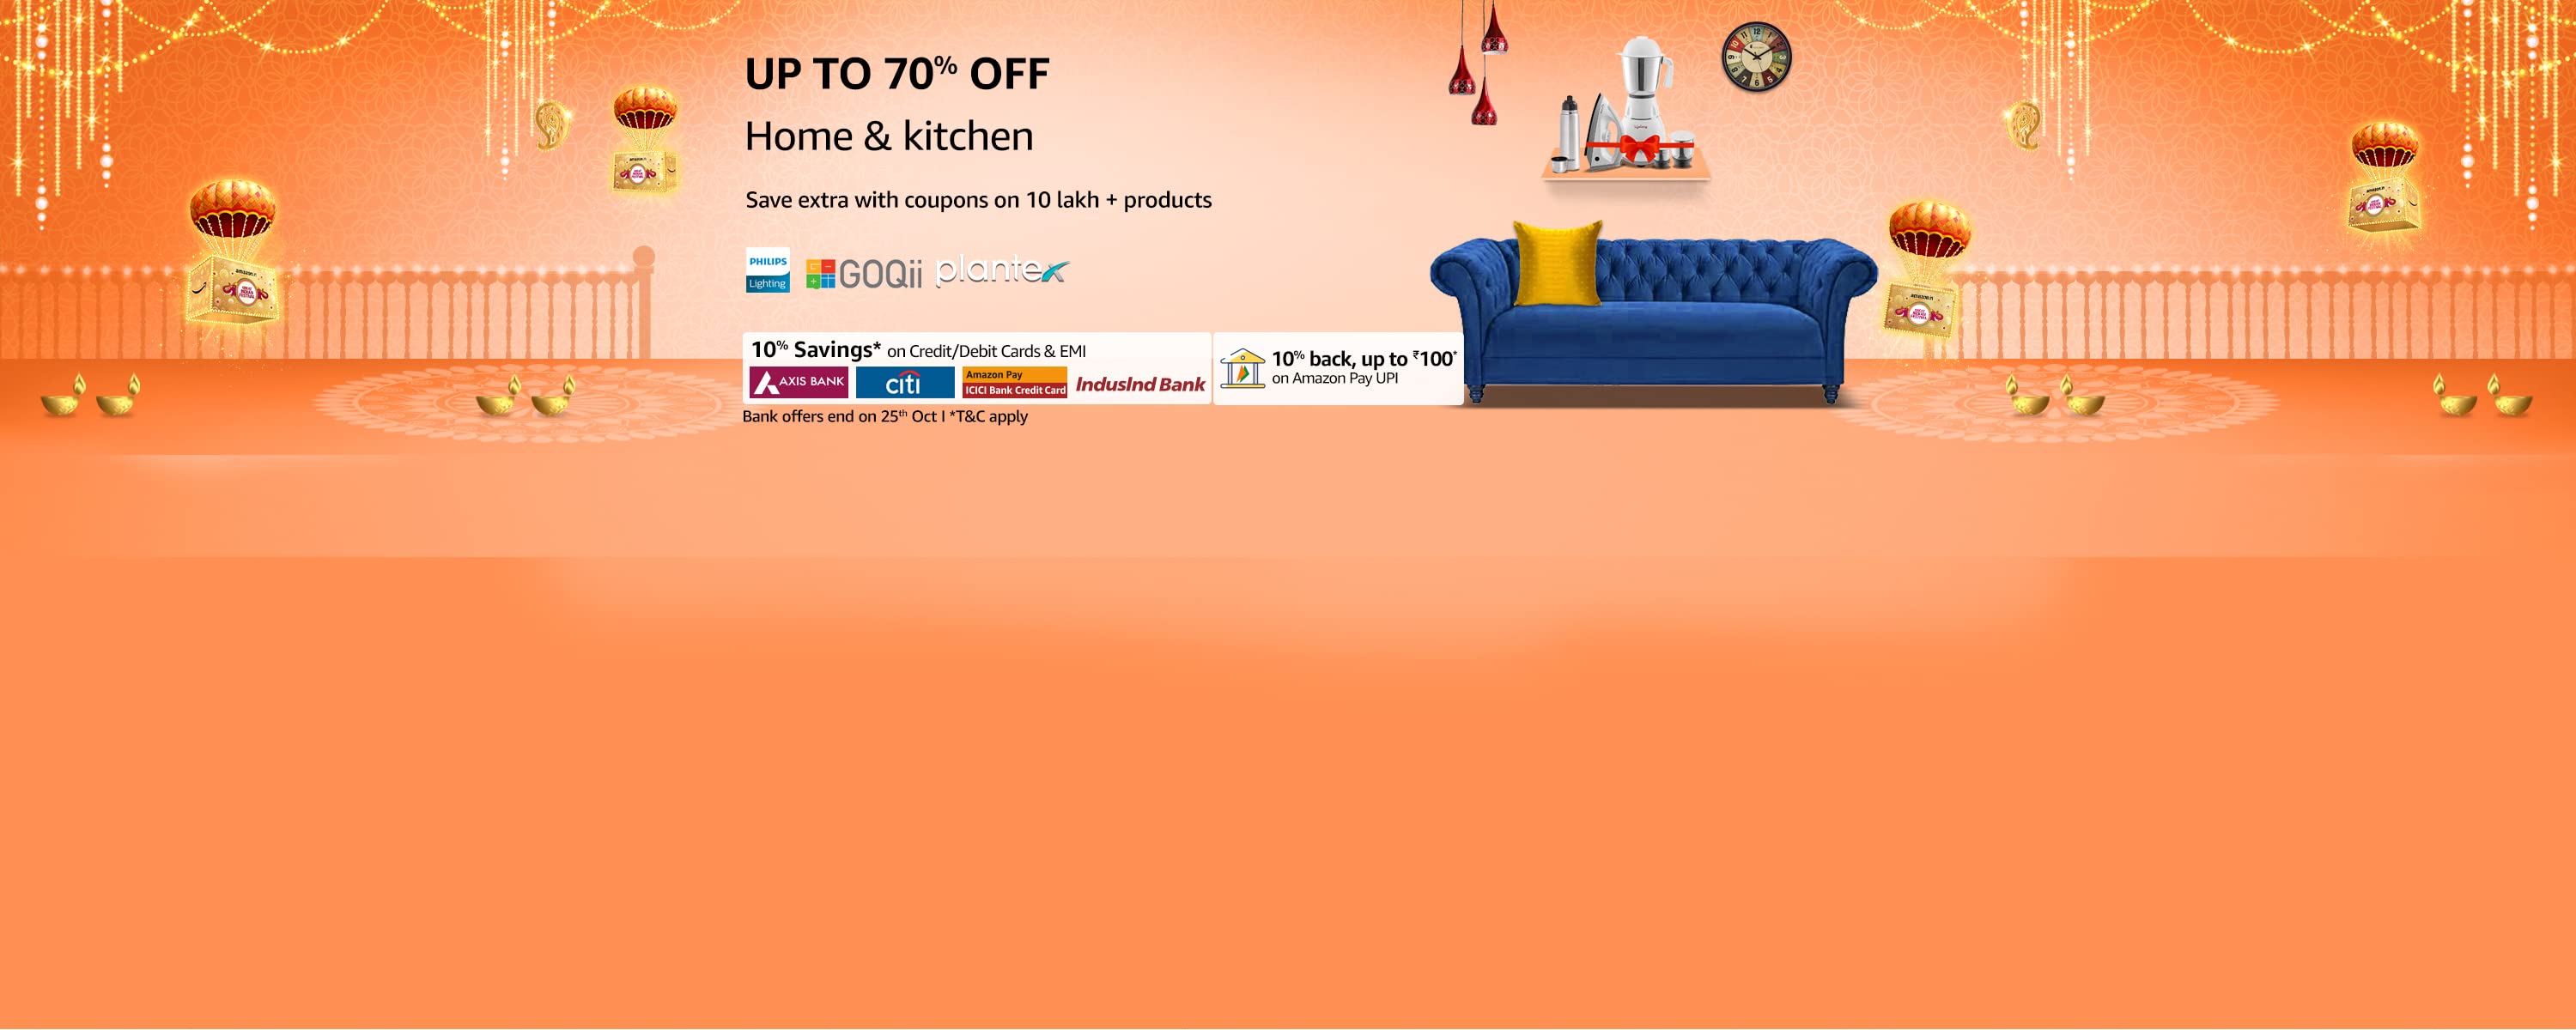 UP TO 70% OFF
Home & kitchen
Save extra with coupons on 10 lakh + products
PHILIPS
Lighting
GOQii
plantex
10% Savings* on Credit/Debit Cards & EMI
AXIS BANK
citi
Amazon Pay
ICICI Bank Credit Card
IndusInd Bank
10% back, up to ₹100*
on Amazon Pay UPI
Bank offers end on 25th Oct I *T&C apply